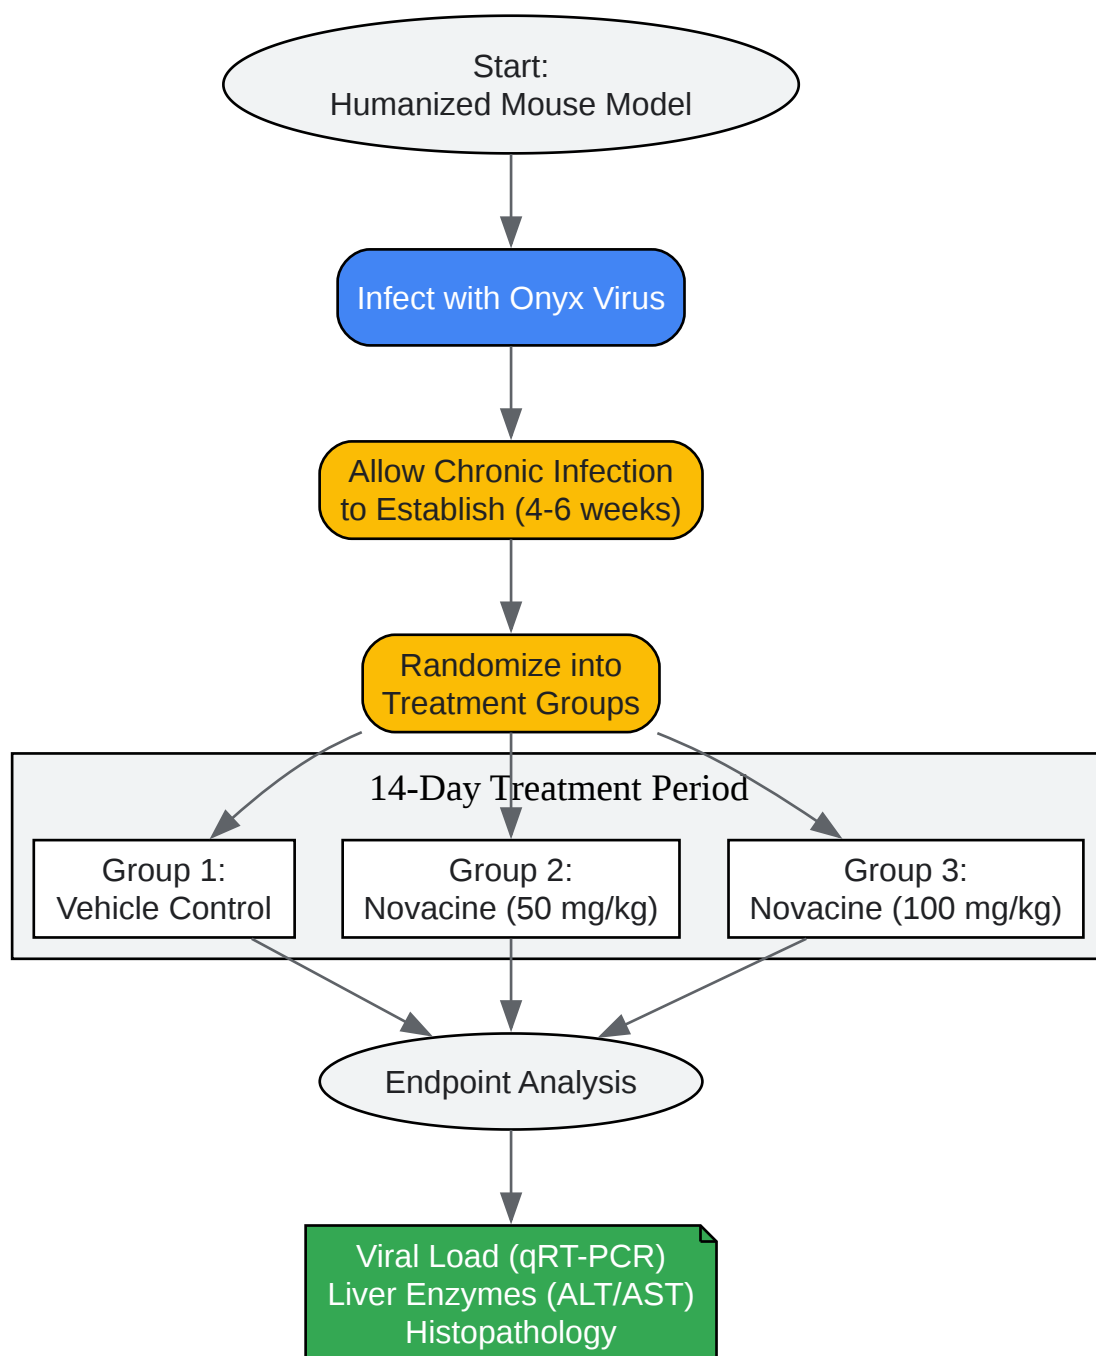 Start:
Humanized Mouse Model
Infect with Onyx Virus
Allow Chronic Infection
to Establish (4-6 weeks)
Randomize into
Treatment Groups
14-Day Treatment Period
Group 1:
Vehicle Control
Group 2:
Novacine (50 mg/kg)
Group 3:
Novacine (100 mg/kg)
Endpoint Analysis
Viral Load (qRT-PCR)
Liver Enzymes (ALT/AST)
Histopathology